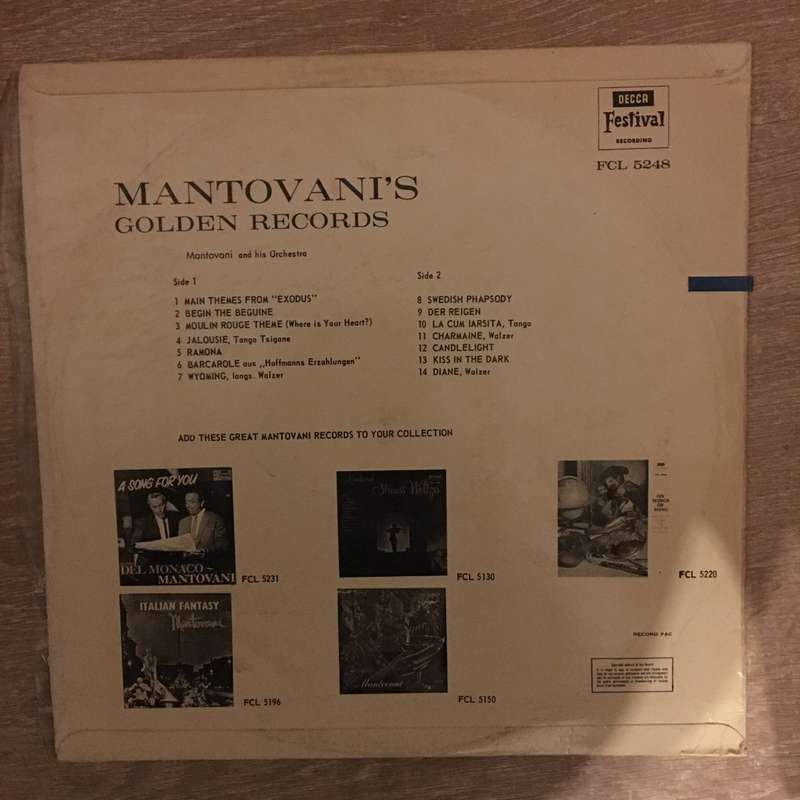 DECCA
Festival
RECORDING
FCL 5248
MANTOVANI'S
GOLDEN RECORDS
Mantovani and his Orchestra
Side 1
1 MAIN THEMES FROM "EXODUS"
2 BEGIN THE BEGUINE
3 MOULIN ROUGE THEME (Where is Your Heart?)
4 JALOUSIE, Tango Tsigane
5 RAMONA
6 BARCAROLE aus ,,Hoffmanns Erzahlungen"
7 WYOMING, langs. Walzer
Side 2
8 SWEDISH PHAPSODY
9 DER REIGEN
10 LA CUM IARSITA, Tango
11 CHARMAINE, Walzer
12 CANDLELIGHT
13 KISS IN THE DARK
14 DIANE, Walzer
ADD THESE GREAT MANTOVANI RECORDS TO YOUR COLLECTION
A SONG FOR YOU
DEL MONACO~
MANTOVANI
FCL 5231
Strauss Waltzes
FCL 5130
FCL 5220
ITALIAN FANTASY
Mantovani
FCL 5196
Mantovani
FCL 5150
RECORD PAC